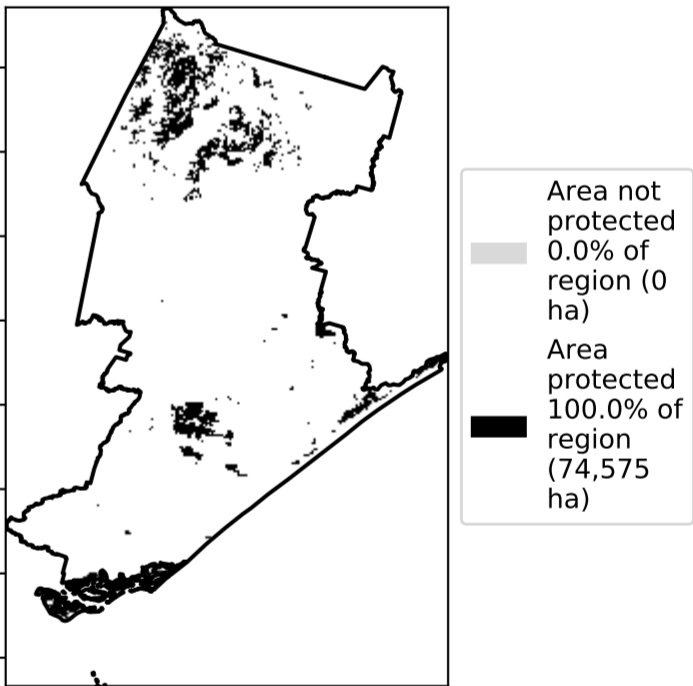 Area not
protected
0.0% of
region (0
ha)
Area
protected
100.0% of
region
(74,575
ha)